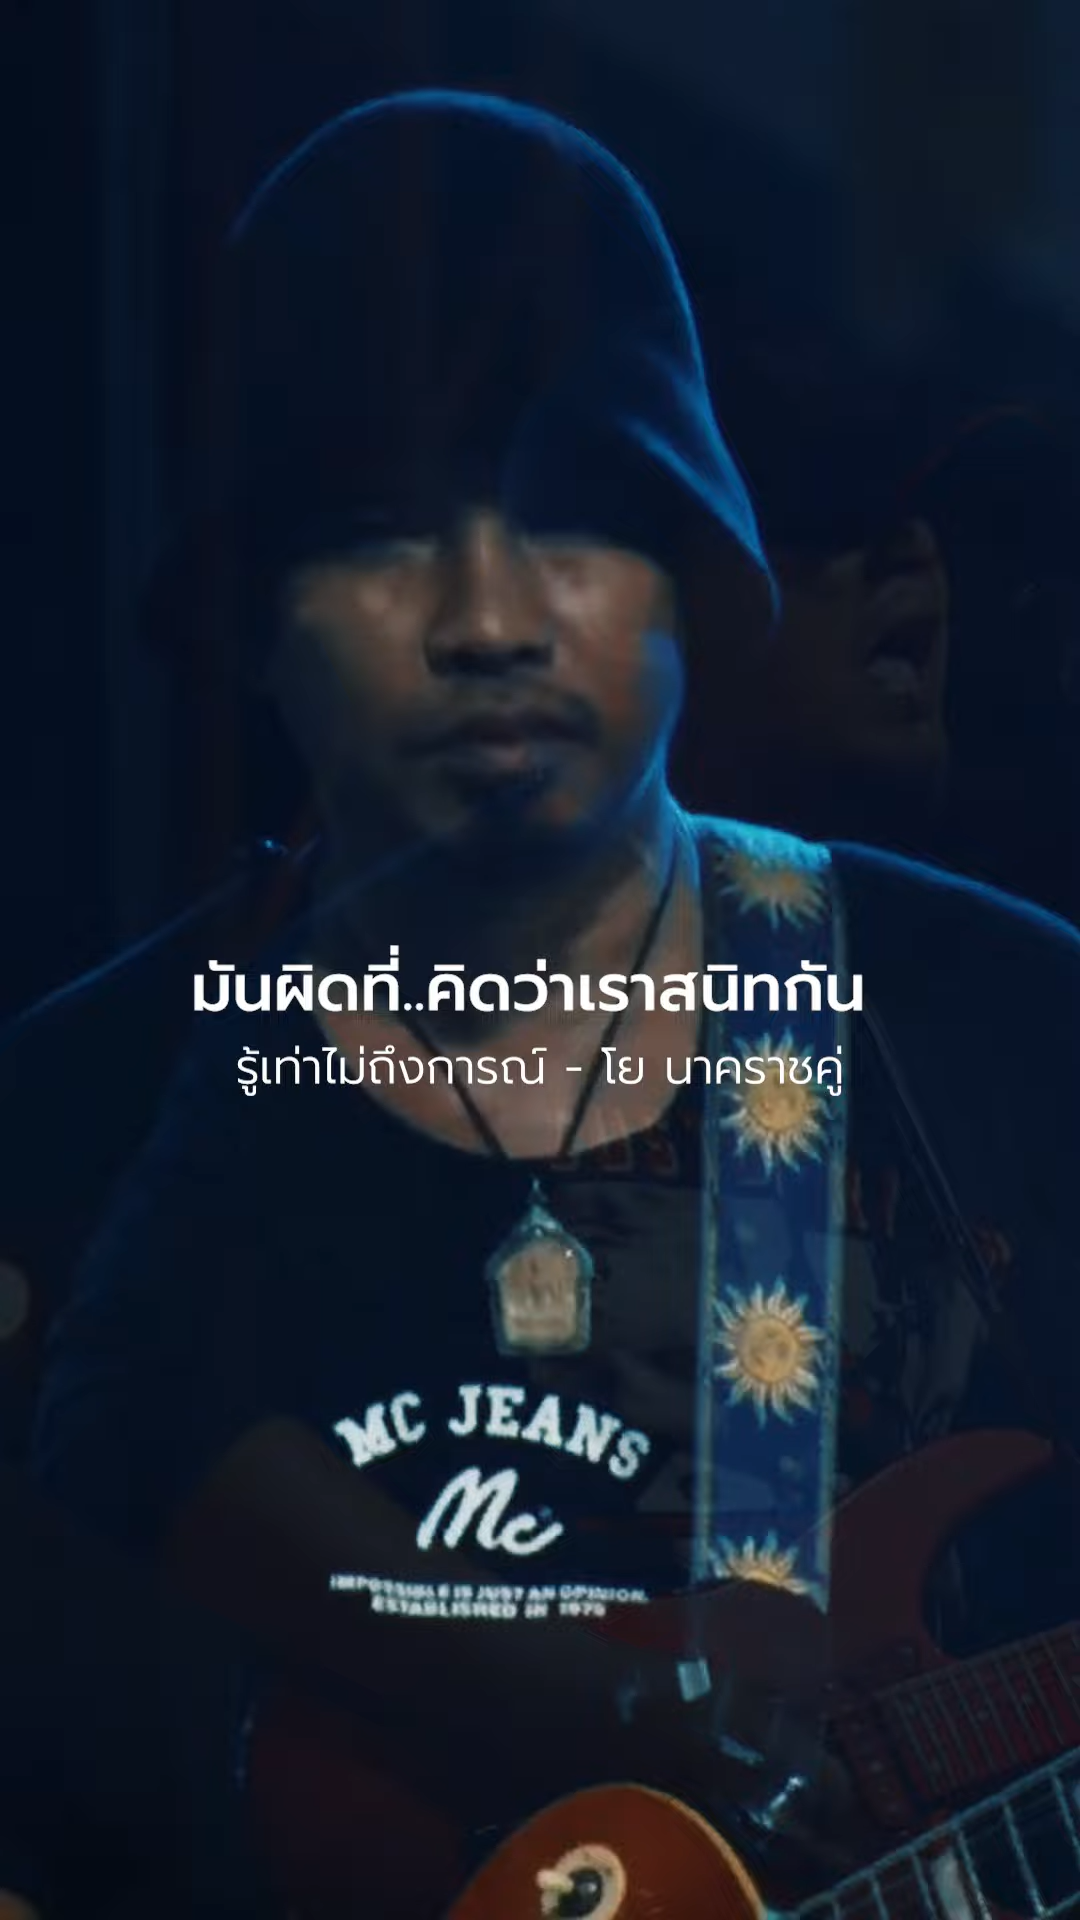 มันผิดที่..คิดว่าเราสนิทกัน
รู้เท่าไม่ถึงการณ์ - โย นาคราชคู่
MC JEANS
Mc
IMPOSSIBLE IS JUST AN OPINION.
ESTABLISHED IN 1975